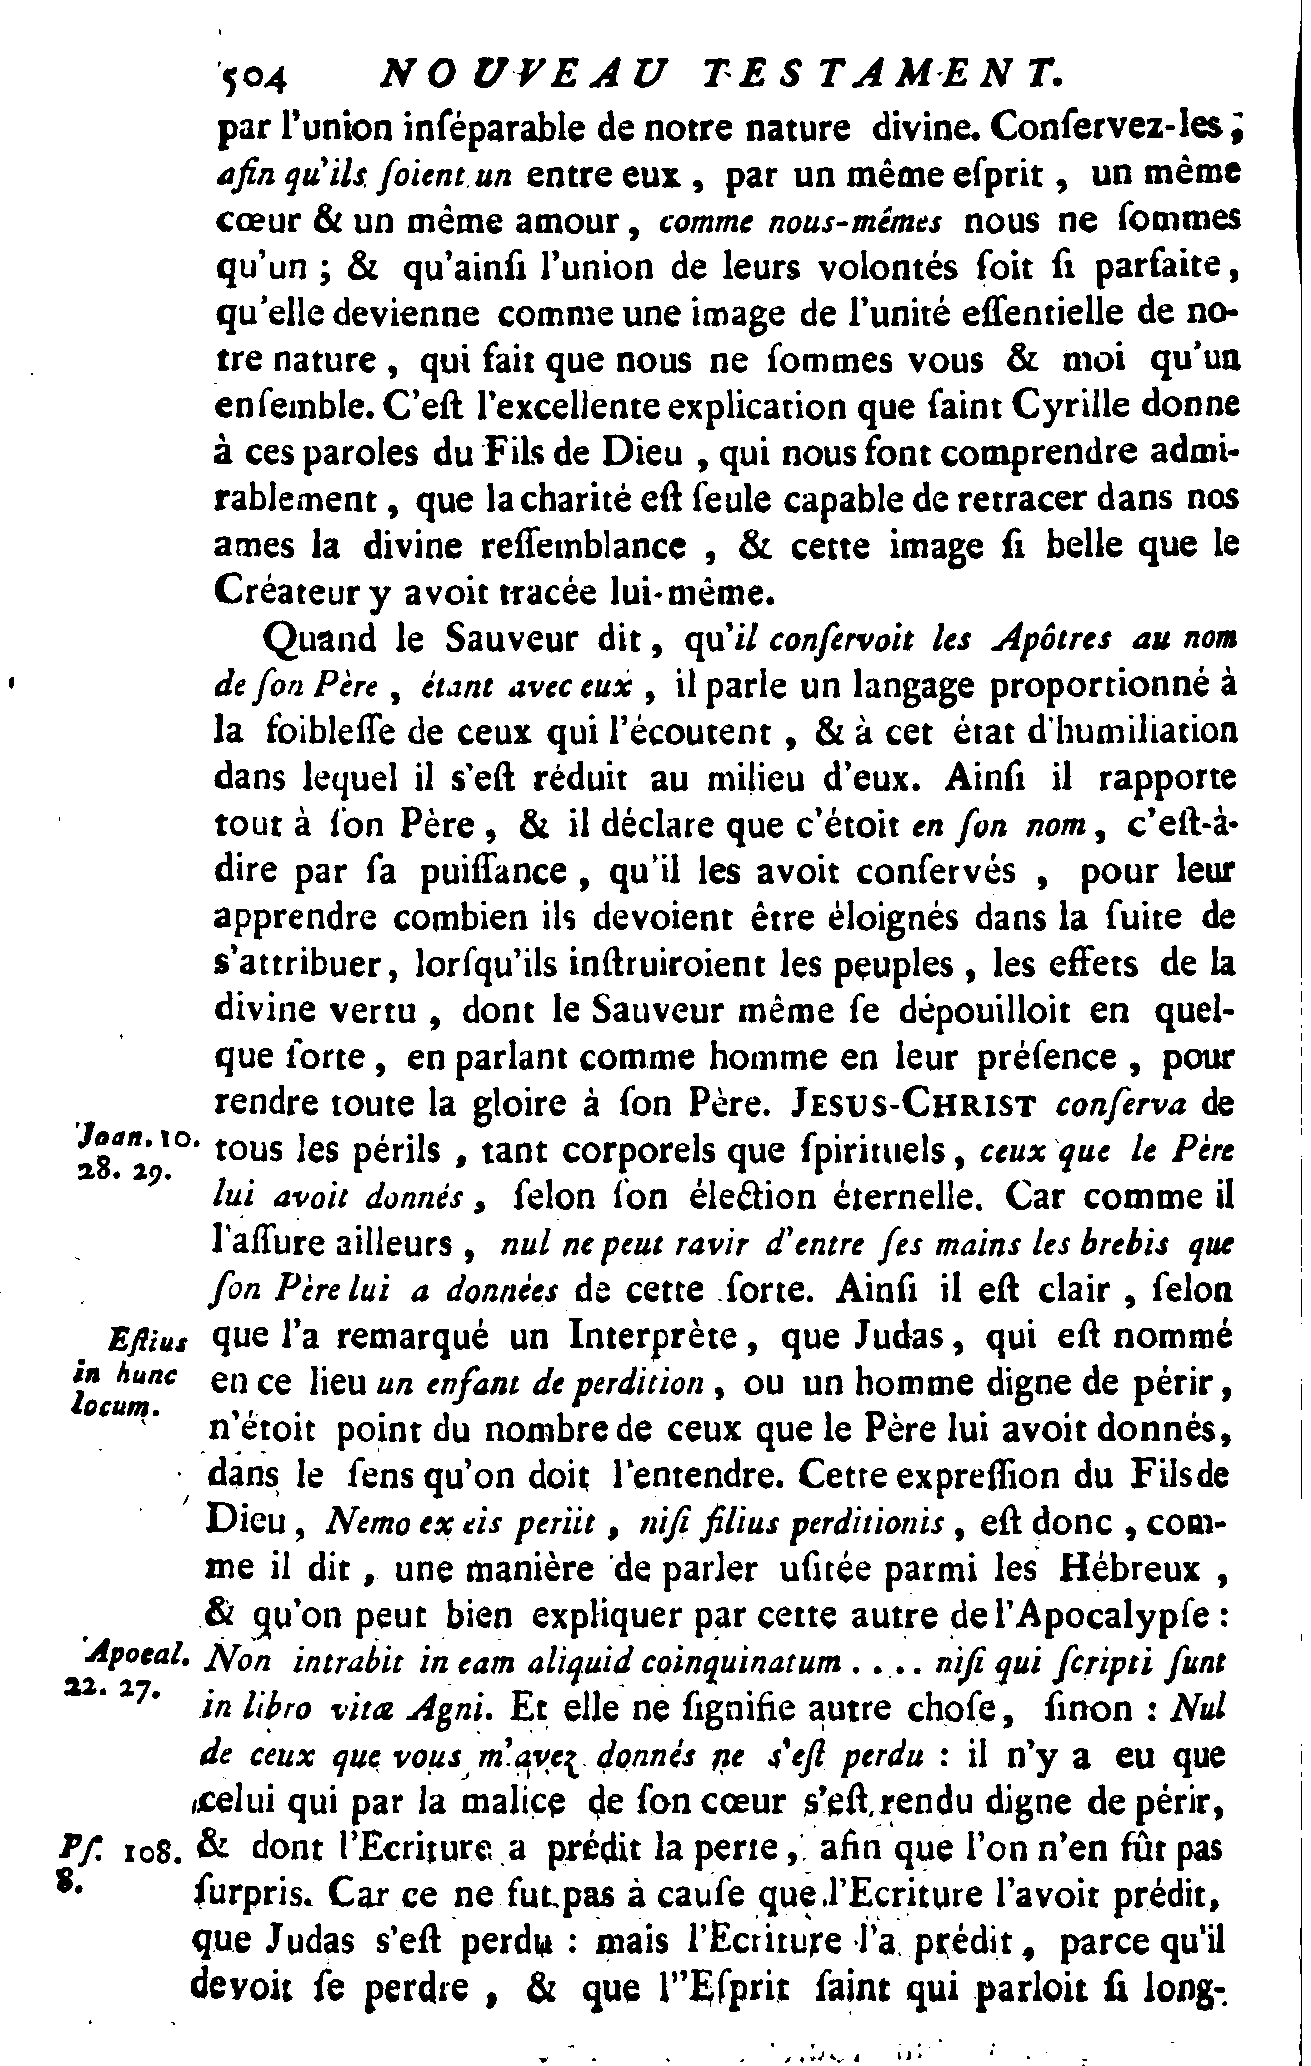 504 NOUVEAU TESTAMENT.
par l'union inſéparable de notre nature divine. Conſervez-les;
afin qu'ils ſoient un entre eux, par un même eſprit, un même
cœur & un même amour, comme nous-mêmes nous ne ſommes
qu'un; & qu'ainſi l'union de leurs volontés ſoit ſi parfaite,
qu'elle devienne comme une image de l'unité eſſentielle de no-
tre nature, qui fait que nous ne ſommes vous & moi qu'un
enſemble. C'eſt l'excellente explication que ſaint Cyrille donne
à ces paroles du Fils de Dieu, qui nous font comprendre admi-
rablement, que la charité eſt ſeule capable de retracer dans nos
ames la divine reſſemblance, & cette image ſi belle que le
Créateur y avoit tracée lui-même.
Quand le Sauveur dit, qu'il conſervoit les Apôtres au nom
de ſon Père, étant avec eux, il parle un langage proportionné à
la foibleſſe de ceux qui l'écoutent, & à cet état d'humiliation
dans lequel il s'eſt réduit au milieu d'eux. Ainſi il rapporte
tout à ſon Père, & il déclare que c'étoit en ſon nom, c'eſt-à-
dire par ſa puiſſance, qu'il les avoit conſervés, pour leur
apprendre combien ils devoient être éloignés dans la ſuite de
s'attribuer, lorſqu'ils inſtruiroient les peuples, les effets de la
divine vertu, dont le Sauveur même ſe dépouilloit en quel-
que ſorte, en parlant comme homme en leur préſence, pour
rendre toute la gloire à ſon Père. JESUS-CHRIST conſerva de
Joan. 10. tous les périls, tant corporels que ſpirituels, ceux que le Père
28. 29.
lui avoit donnés, ſelon ſon élection éternelle. Car comme il
l'aſſure ailleurs, nul ne peut ravir d'entre ſes mains les brebis que
ſon Père lui a données de cette ſorte. Ainſi il eſt clair, ſelon
Eſtius que l'a remarqué un Interprète, que Judas, qui eſt nommé
in hunc en ce lieu un enfant de perdition, ou un homme digne de périr,
locum.
n'étoit point du nombre de ceux que le Père lui avoit donnés,
dans le ſens qu'on doit l'entendre. Cette expreſſion du Fils de
Dieu, Nemo ex eis periit, niſi filius perditionis, eſt donc, com-
me il dit, une manière de parler uſitée parmi les Hébreux,
& qu'on peut bien expliquer par cette autre de l'Apocalypſe:
Apocal. Non intrabit in eam aliquid coinquinatum . . . . niſi qui ſcripti ſunt
22. 27.
in libro vitæ Agni. Et elle ne ſignifie autre choſe, ſinon: Nul
de ceux que vous m'avez donnés ne s'eſt perdu: il n'y a eu que
celui qui par la malice de ſon cœur s'eſt rendu digne de périr,
Pſ. 108. & dont l'Ecriture a prédit la perte, afin que l'on n'en fût pas
8.
ſurpris. Car ce ne fut pas à cauſe que l'Ecriture l'avoit prédit,
que Judas s'eſt perdu: mais l'Ecriture l'a prédit, parce qu'il
devoit ſe perdre, & que l''Eſprit ſaint qui parloit ſi long-